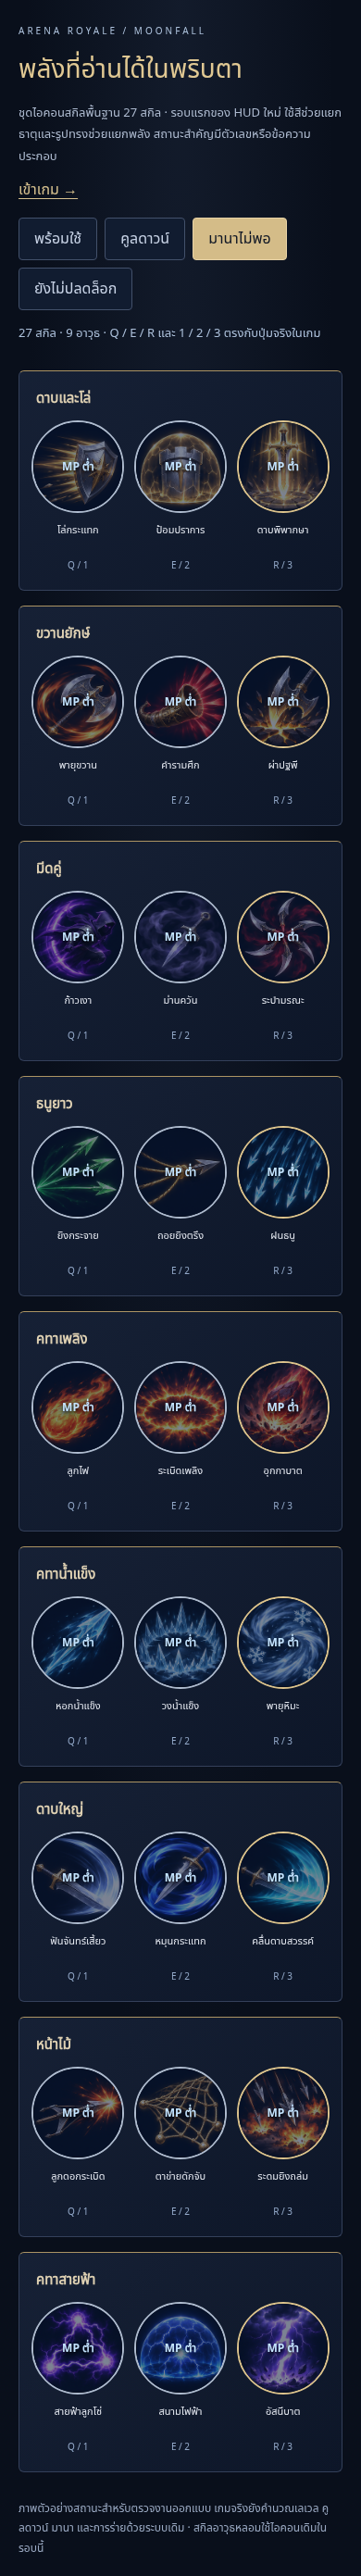 ARENA ROYALE / MOONFALL
พลังที่อ่านได้ในพริบตา
ชุดไอคอนสกิลพื้นฐาน 27 สกิล · รอบแรกของ HUD ใหม่ ใช้สีช่วยแยก
ธาตุและรูปทรงช่วยแยกพลัง สถานะสำคัญมีตัวเลขหรือข้อความ
ประกอบ
เข้าเกม →
พร้อมใช้ คูลดาวน์ มานาไม่พอ
ยังไม่ปลดล็อก
27 สกิล · 9 อาวุธ · Q / E / R และ 1 / 2 / 3 ตรงกับปุ่มจริงในเกม
ดาบและโล่
MP ต่ำ MP ต่ำ MP ต่ำ
โล่กระแทก ป้อมปราการ ดาบพิพากษา
Q / 1 E / 2 R / 3
ขวานยักษ์
MP ต่ำ MP ต่ำ MP ต่ำ
พายุขวาน คำรามศึก ผ่าปฐพี
Q / 1 E / 2 R / 3
มีดคู่
MP ต่ำ MP ต่ำ MP ต่ำ
ก้าวเงา ม่านควัน ระบำมรณะ
Q / 1 E / 2 R / 3
ธนูยาว
MP ต่ำ MP ต่ำ MP ต่ำ
ยิงกระจาย ถอยยิงตรึง ฝนธนู
Q / 1 E / 2 R / 3
คทาเพลิง
MP ต่ำ MP ต่ำ MP ต่ำ
ลูกไฟ ระเบิดเพลิง อุกกาบาต
Q / 1 E / 2 R / 3
คทาน้ำแข็ง
MP ต่ำ MP ต่ำ MP ต่ำ
หอกน้ำแข็ง วงน้ำแข็ง พายุหิมะ
Q / 1 E / 2 R / 3
ดาบใหญ่
MP ต่ำ MP ต่ำ MP ต่ำ
ฟันจันทร์เสี้ยว หมุนกระแทก คลื่นดาบสวรรค์
Q / 1 E / 2 R / 3
หน้าไม้
MP ต่ำ MP ต่ำ MP ต่ำ
ลูกดอกระเบิด ตาข่ายดักจับ ระดมยิงถล่ม
Q / 1 E / 2 R / 3
คทาสายฟ้า
MP ต่ำ MP ต่ำ MP ต่ำ
สายฟ้าลูกโซ่ สนามไฟฟ้า อัสนีบาต
Q / 1 E / 2 R / 3
ภาพตัวอย่างสถานะสำหรับตรวจงานออกแบบ เกมจริงยังคำนวณเลเวล คู
ลดาวน์ มานา และการร่ายด้วยระบบเดิม · สกิลอาวุธหลอมใช้ไอคอนเดิมใน
รอบนี้